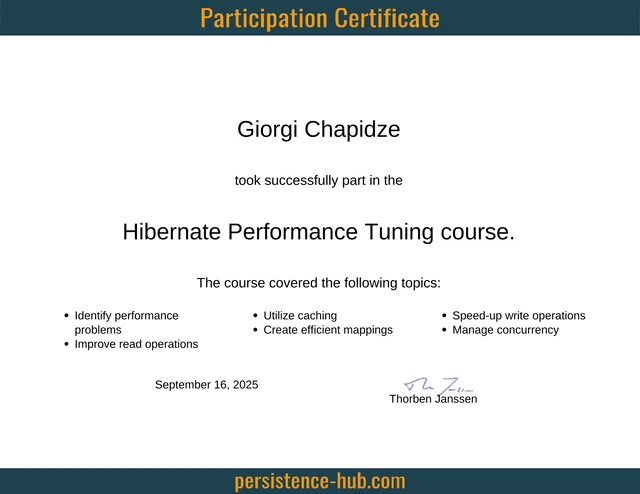 Participation Certificate
Giorgi Chapidze
took successfully part in the
Hibernate Performance Tuning course.
The course covered the following topics:
• Identify performance
problems
• Improve read operations
• Utilize caching
• Create efficient mappings
• Speed-up write operations
• Manage concurrency
September 16, 2025
Thorben Janssen
persistence-hub.com